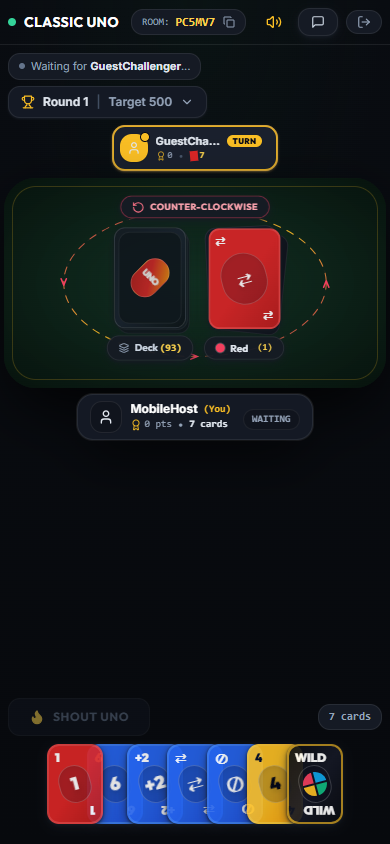 CLASSIC UNO
ROOM: PC5MV7
Waiting for GuestChallenger...
Round 1 | Target 500
GuestCha... TURN
0 • 7
COUNTER-CLOCKWISE
UNO
Deck (93)
Red (1)
MobileHost (You)
0 pts • 7 cards
WAITING
SHOUT UNO
7 cards
1 +2 4 WILD
1 6 +2 4
1 +2 WILD